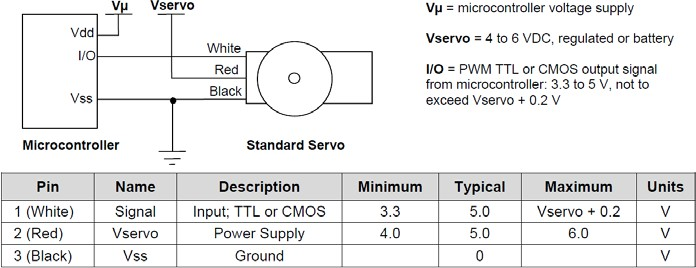 Vµ Vservo
Vdd
I/O
Vss
White
Red
Black
Microcontroller Standard Servo
Vµ = microcontroller voltage supply
Vservo = 4 to 6 VDC, regulated or battery
I/O = PWM TTL or CMOS output signal
from microcontroller: 3.3 to 5 V, not to
exceed Vservo + 0.2 V
Pin Name Description Minimum Typical Maximum Units
1 (White) Signal Input; TTL or CMOS 3.3 5.0 Vservo + 0.2 V
2 (Red) Vservo Power Supply 4.0 5.0 6.0 V
3 (Black) Vss Ground 0 V